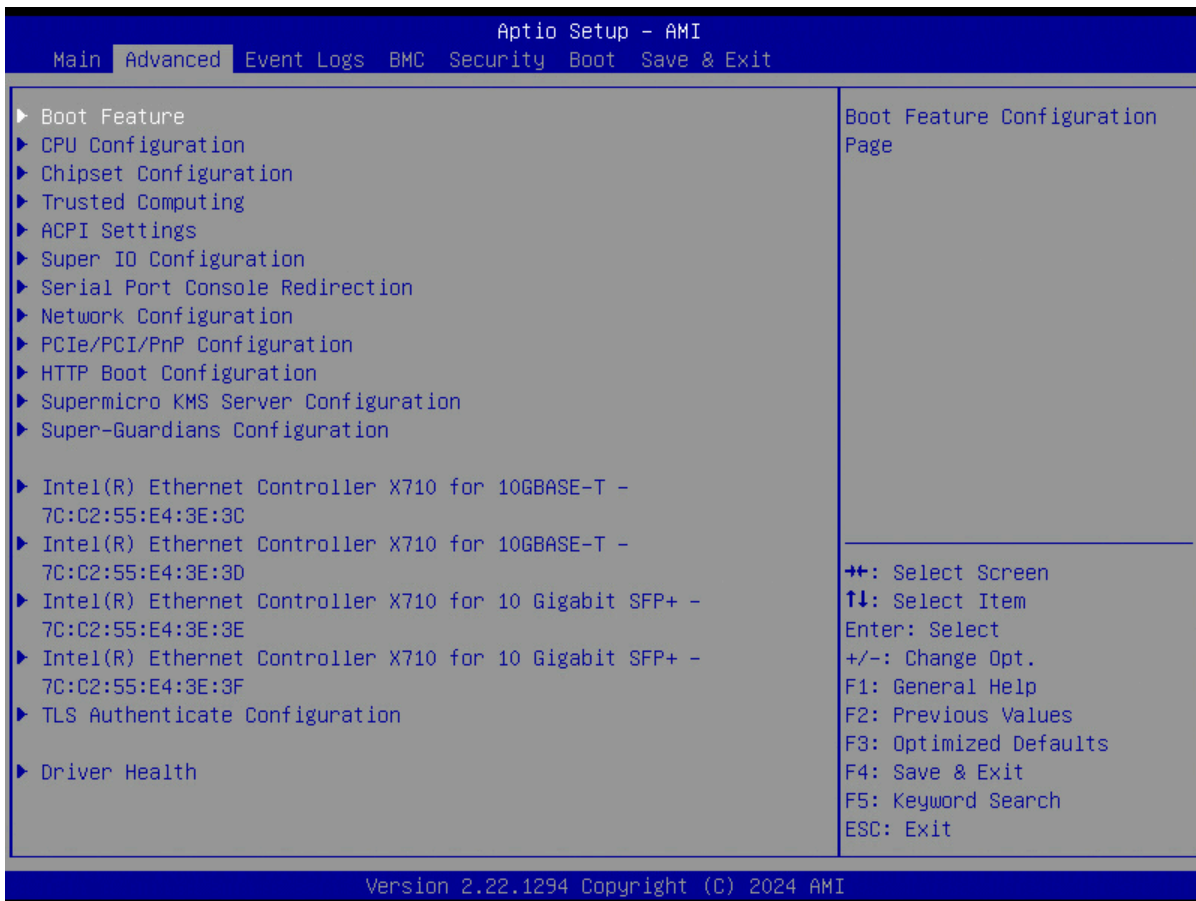 Aptio Setup – AMI
Main Advanced Event Logs BMC Security Boot Save & Exit
▶ Boot Feature
▶ CPU Configuration
▶ Chipset Configuration
▶ Trusted Computing
▶ ACPI Settings
▶ Super IO Configuration
▶ Serial Port Console Redirection
▶ Network Configuration
▶ PCIe/PCI/PnP Configuration
▶ HTTP Boot Configuration
▶ Supermicro KMS Server Configuration
▶ Super-Guardians Configuration
▶ Intel(R) Ethernet Controller X710 for 10GBASE-T –
7C:C2:55:E4:3E:3C
▶ Intel(R) Ethernet Controller X710 for 10GBASE-T –
7C:C2:55:E4:3E:3D
▶ Intel(R) Ethernet Controller X710 for 10 Gigabit SFP+ –
7C:C2:55:E4:3E:3E
▶ Intel(R) Ethernet Controller X710 for 10 Gigabit SFP+ –
7C:C2:55:E4:3E:3F
▶ TLS Authenticate Configuration
▶ Driver Health
Boot Feature Configuration
Page
→←: Select Screen
↑↓: Select Item
Enter: Select
+/-: Change Opt.
F1: General Help
F2: Previous Values
F3: Optimized Defaults
F4: Save & Exit
F5: Keyword Search
ESC: Exit
Version 2.22.1294 Copyright (C) 2024 AMI